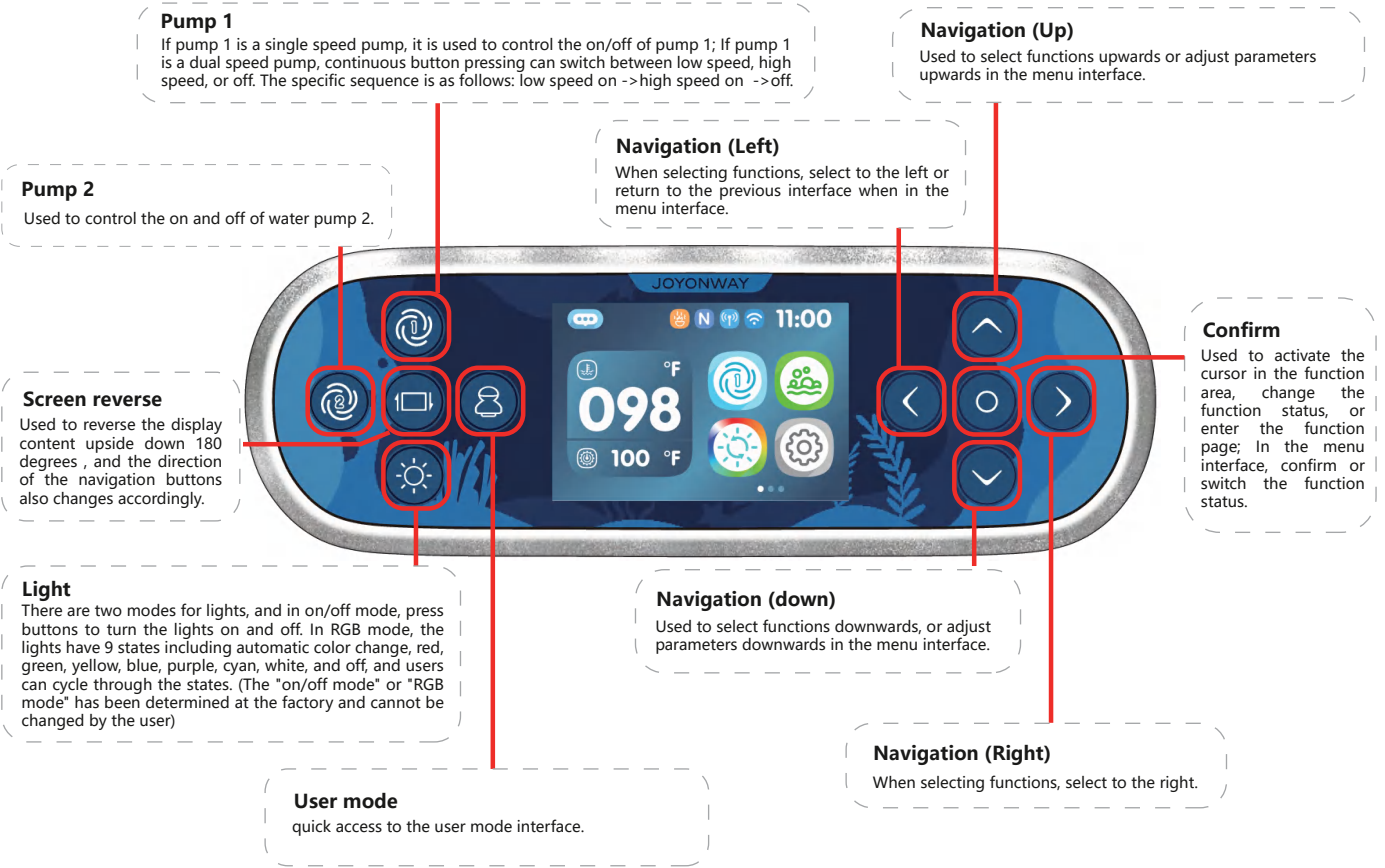 Pump 1
If pump 1 is a single speed pump, it is used to control the on/off of pump 1; If pump 1
is a dual speed pump, continuous button pressing can switch between low speed, high
speed, or off. The specific sequence is as follows: low speed on ->high speed on ->off.
Navigation (Up)
Used to select functions upwards or adjust parameters
upwards in the menu interface.
Navigation (Left)
When selecting functions, select to the left or
return to the previous interface when in the
menu interface.
Pump 2
Used to control the on and off of water pump 2.
JOYONWAY
1
N
11:00
°F
098
100 °F
1
2
Screen reverse
Used to reverse the display
content upside down 180
degrees , and the direction
of the navigation buttons
also changes accordingly.
Confirm
Used to activate the
cursor in the function
area, change the
function status, or
enter the function
page; In the menu
interface, confirm or
switch the function
status.
Light
There are two modes for lights, and in on/off mode, press
buttons to turn the lights on and off. In RGB mode, the
lights have 9 states including automatic color change, red,
green, yellow, blue, purple, cyan, white, and off, and users
can cycle through the states. (The "on/off mode" or "RGB
mode" has been determined at the factory and cannot be
changed by the user)
Navigation (down)
Used to select functions downwards, or adjust
parameters downwards in the menu interface.
Navigation (Right)
When selecting functions, select to the right.
User mode
quick access to the user mode interface.